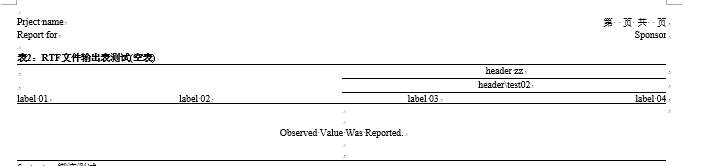 Prject name 第 页 共 页
Report for Sponsor
表2：RTF文件输出表测试(空表)
header zz
header\test02
label 01 label 02 label 03 label 04
Observed Value Was Reported.